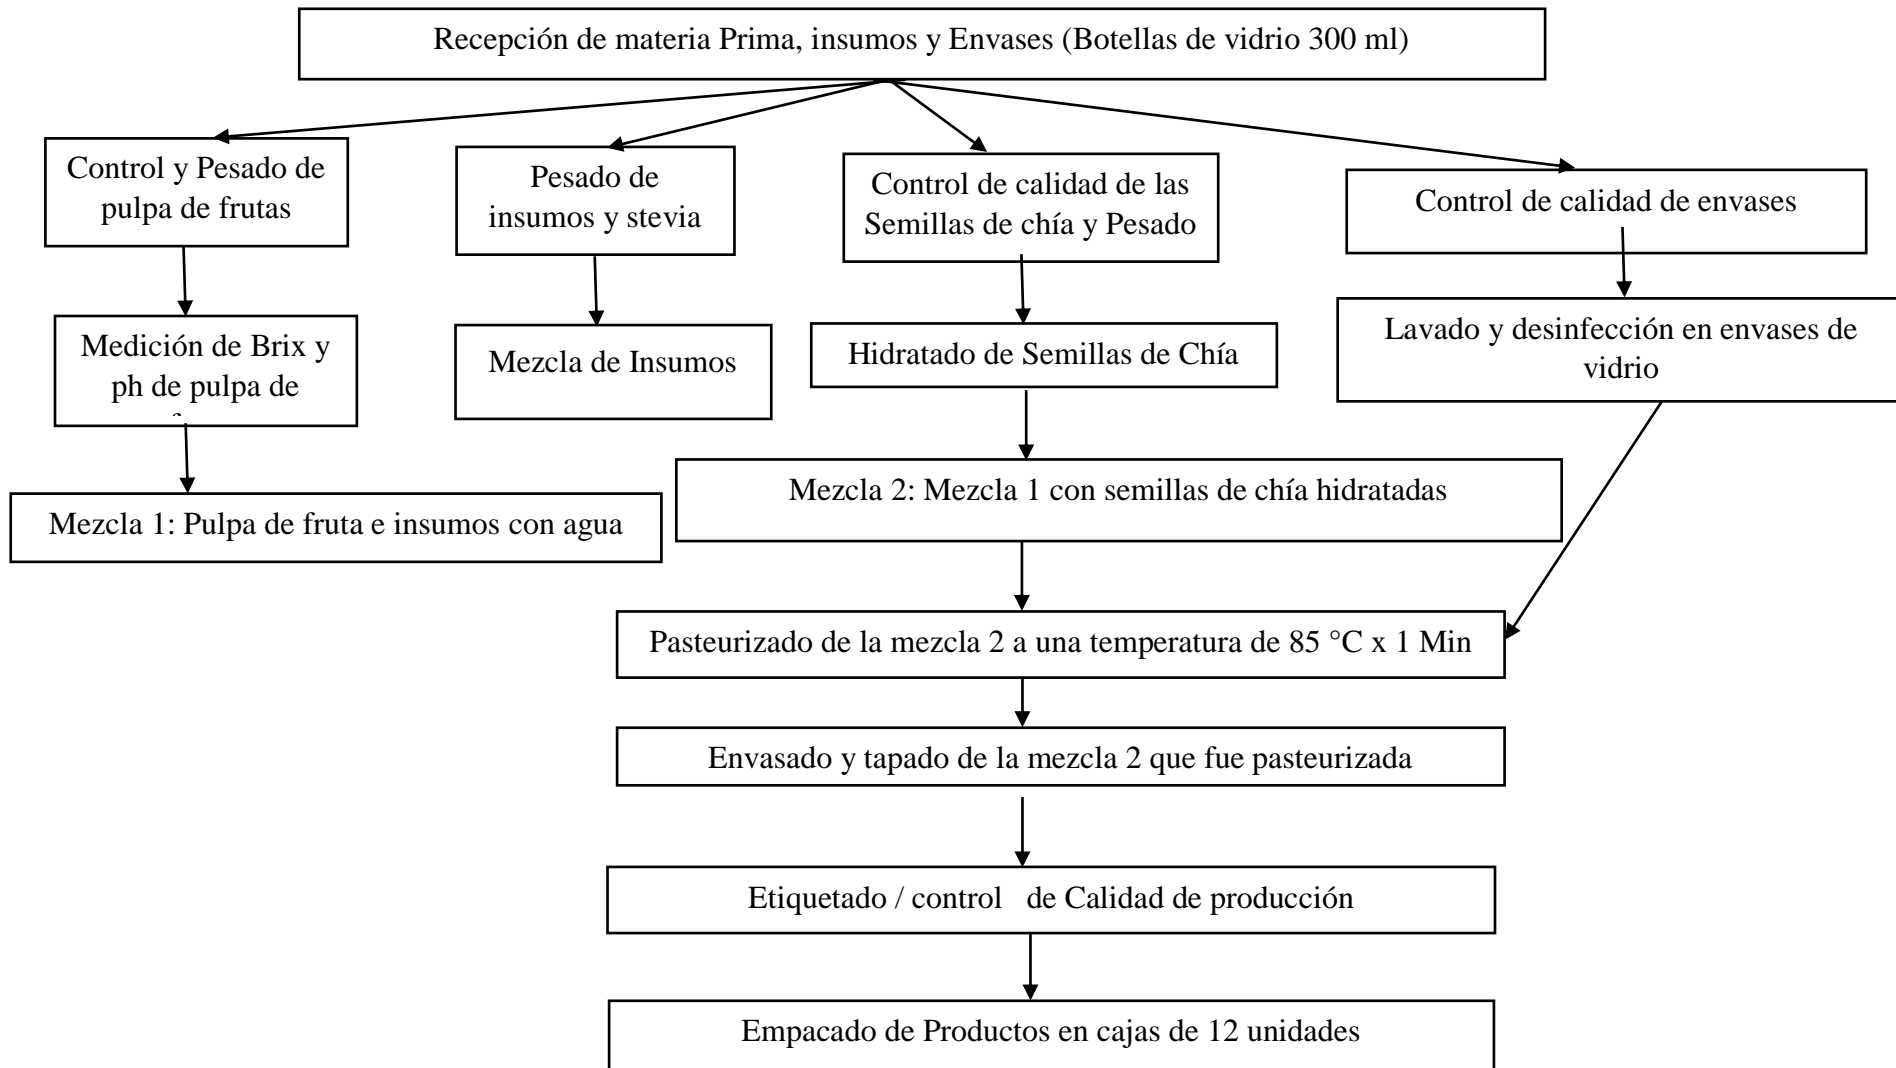 Recepción de materia Prima, insumos y Envases (Botellas de vidrio 300 ml)
Control y Pesado de
pulpa de frutas
Pesado de
insumos y stevia
Control de calidad de las
Semillas de chía y Pesado
Control de calidad de envases
Medición de Brix y
ph de pulpa de
Mezcla de Insumos
Hidratado de Semillas de Chía
Lavado y desinfección en envases de
vidrio
Mezcla 1: Pulpa de fruta e insumos con agua
Mezcla 2: Mezcla 1 con semillas de chía hidratadas
Pasteurizado de la mezcla 2 a una temperatura de 85 °C x 1 Min
Envasado y tapado de la mezcla 2 que fue pasteurizada
Etiquetado / control de Calidad de producción
Empacado de Productos en cajas de 12 unidades